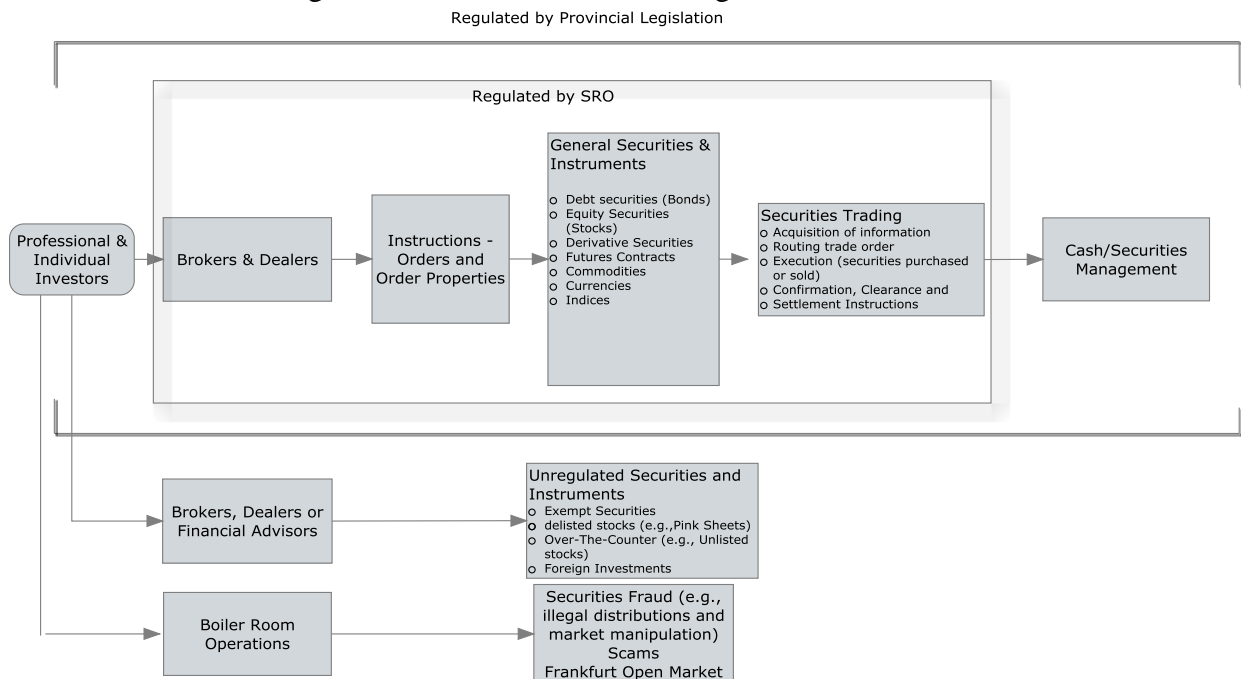 Regulated by Provincial Legislation
Regulated by SRO
Professional &
Individual
Investors
Brokers & Dealers
Instructions -
Orders and
Order Properties
General Securities &
Instruments
Debt securities (Bonds)
Equity Securities
(Stocks)
Derivative Securities
Futures Contracts
Commodities
Currencies
Indices
Securities Trading
Acquisition of information
Routing trade order
Execution (securities purchased
or sold)
Confirmation, Clearance and
Settlement Instructions
Cash/Securities
Management
Brokers, Dealers or
Financial Advisors
Unregulated Securities and
Instruments
Exempt Securities
delisted stocks (e.g.,Pink Sheets)
Over-The-Counter (e.g., Unlisted
stocks)
Foreign Investments
Boiler Room
Operations
Securities Fraud (e.g.,
illegal distributions and
market manipulation)
Scams
Frankfurt Open Market